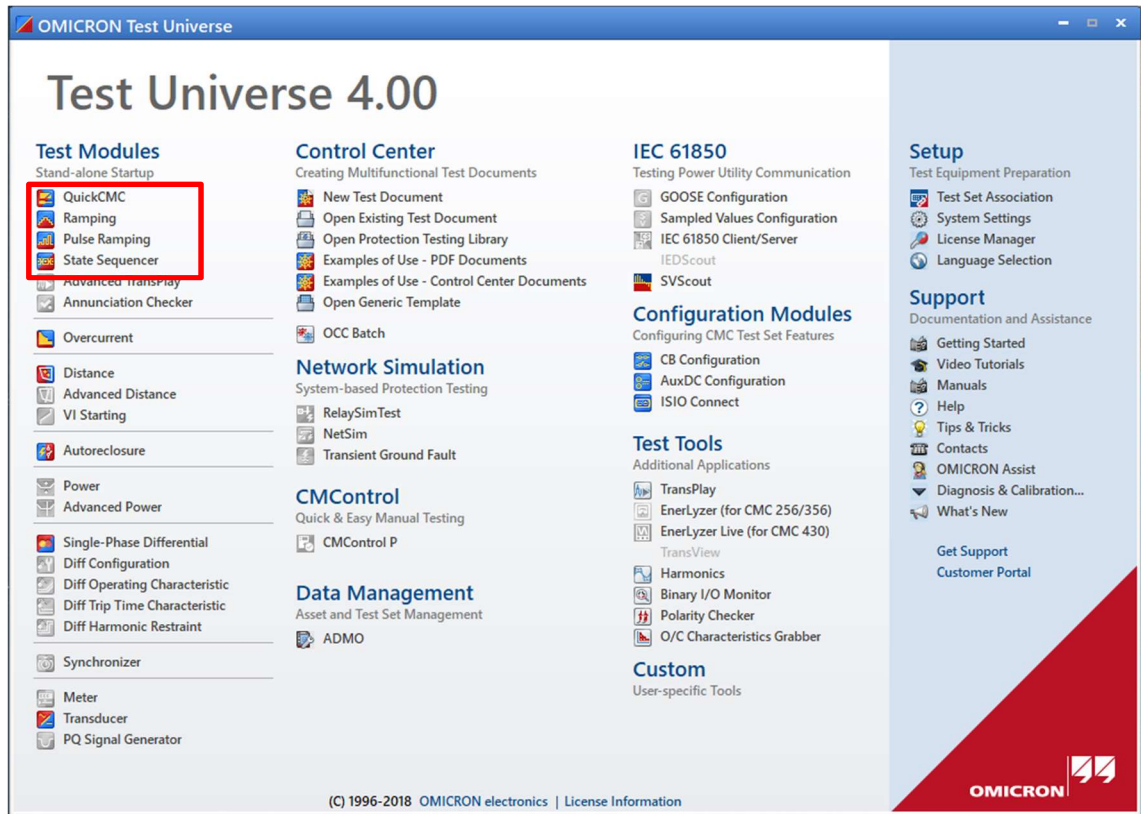 OMICRON Test Universe
Test Universe 4.00
Test Modules
Stand-alone Startup
QuickCMC
Ramping
Pulse Ramping
State Sequencer
Advanced TransPlay
Annunciation Checker
Overcurrent
Distance
Advanced Distance
VI Starting
Autoreclosure
Power
Advanced Power
Single-Phase Differential
Diff Configuration
Diff Operating Characteristic
Diff Trip Time Characteristic
Diff Harmonic Restraint
Synchronizer
Meter
Transducer
PQ Signal Generator
Control Center
Creating Multifunctional Test Documents
New Test Document
Open Existing Test Document
Open Protection Testing Library
Examples of Use - PDF Documents
Examples of Use - Control Center Documents
Open Generic Template
OCC Batch
Network Simulation
System-based Protection Testing
RelaySimTest
NetSim
Transient Ground Fault
CMControl
Quick & Easy Manual Testing
CMControl P
Data Management
Asset and Test Set Management
ADMO
IEC 61850
Testing Power Utility Communication
GOOSE Configuration
Sampled Values Configuration
IEC 61850 Client/Server
IEDScout
SVScout
Configuration Modules
Configuring CMC Test Set Features
CB Configuration
AuxDC Configuration
ISIO Connect
Test Tools
Additional Applications
TransPlay
EnerLyzer (for CMC 256/356)
EnerLyzer Live (for CMC 430)
TransView
Harmonics
Binary I/O Monitor
Polarity Checker
O/C Characteristics Grabber
Custom
User-specific Tools
Setup
Test Equipment Preparation
Test Set Association
System Settings
License Manager
Language Selection
Support
Documentation and Assistance
Getting Started
Video Tutorials
Manuals
Help
Tips & Tricks
Contacts
OMICRON Assist
Diagnosis & Calibration...
What's New
Get Support
Customer Portal
OMICRON
(C) 1996-2018 OMICRON electronics | License Information